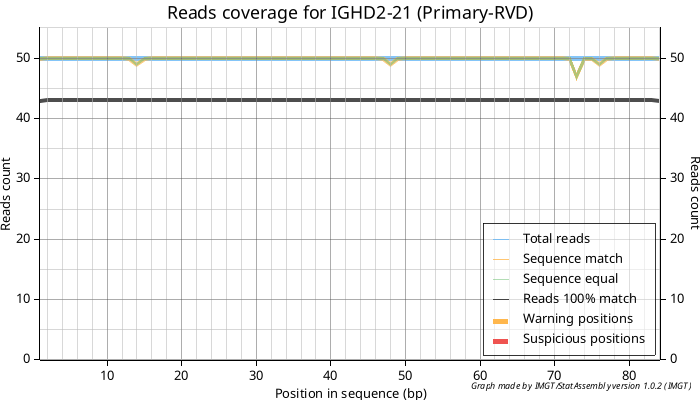 Reads coverage for IGHD2-21 (Primary-RVD)
50 50
40 40
30 30
20 20
10 10
0 0
Reads count
Reads count
Total reads
Sequence match
Sequence equal
Reads 100% match
Warning positions
Suspicious positions
10 20 30 40 50 60 70 80
Position in sequence (bp)
Graph made by IMGT/StatAssembly version 1.0.2 (IMGT)